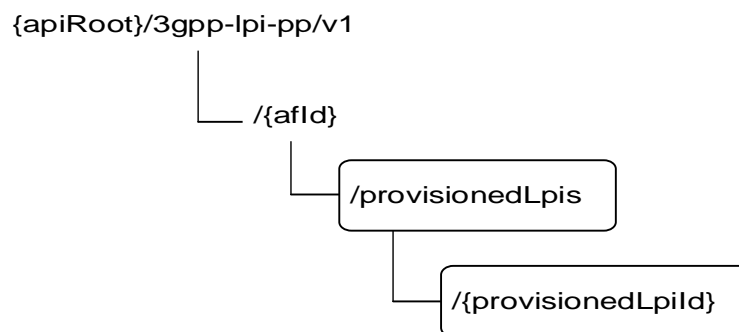 {apiRoot}/3gpp-lpi-pp/v1
/{afId}
/provisionedLpis
/{provisionedLpiId}